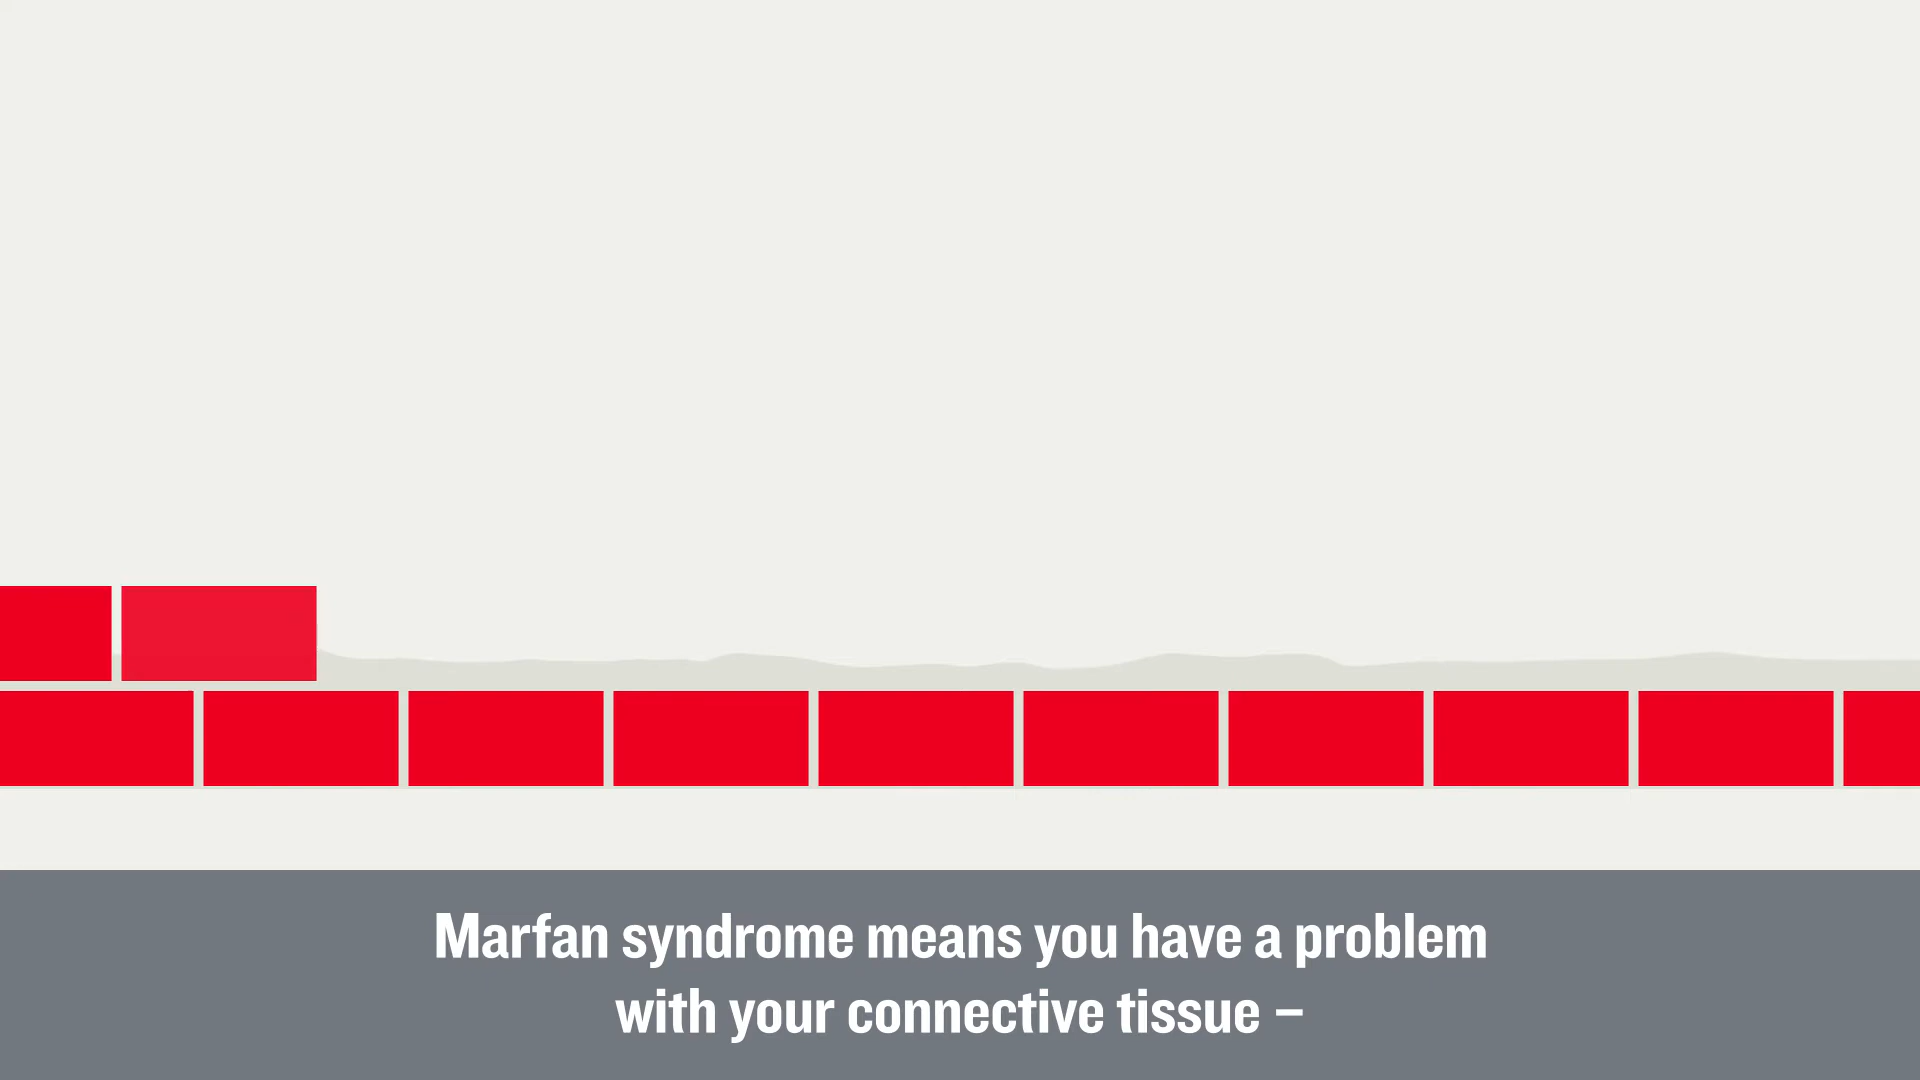 Marfan syndrome means you have a problem
with your connective tissue –